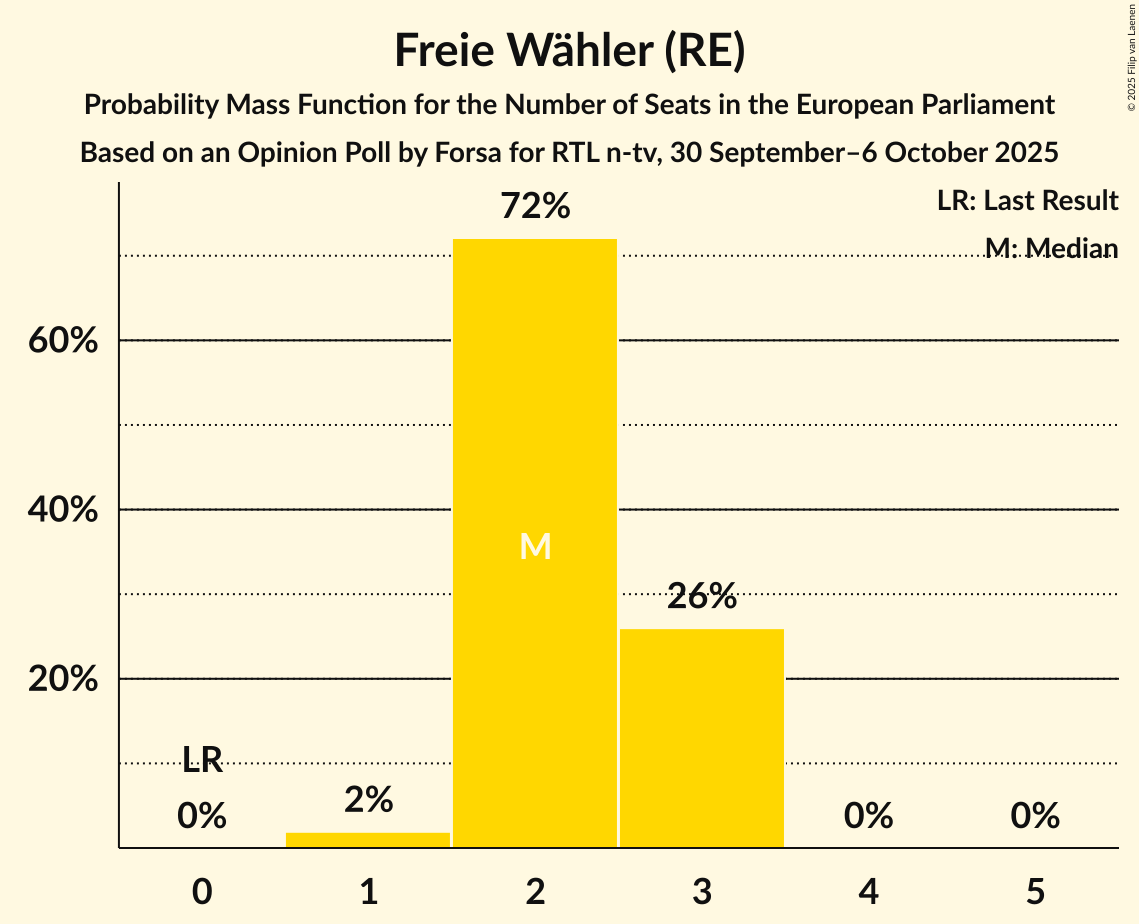 Freie Wähler (RE)
Probability Mass Function for the Number of Seats in the European Parliament
Based on an Opinion Poll by Forsa for RTL n-tv, 30 September–6 October 2025
© 2025 Filip van Laenen
LR: Last Result
M: Median
72%
60%
40%
M
26%
20%
LR
0%
2%
0%
0%
0
1
2
3
4
5